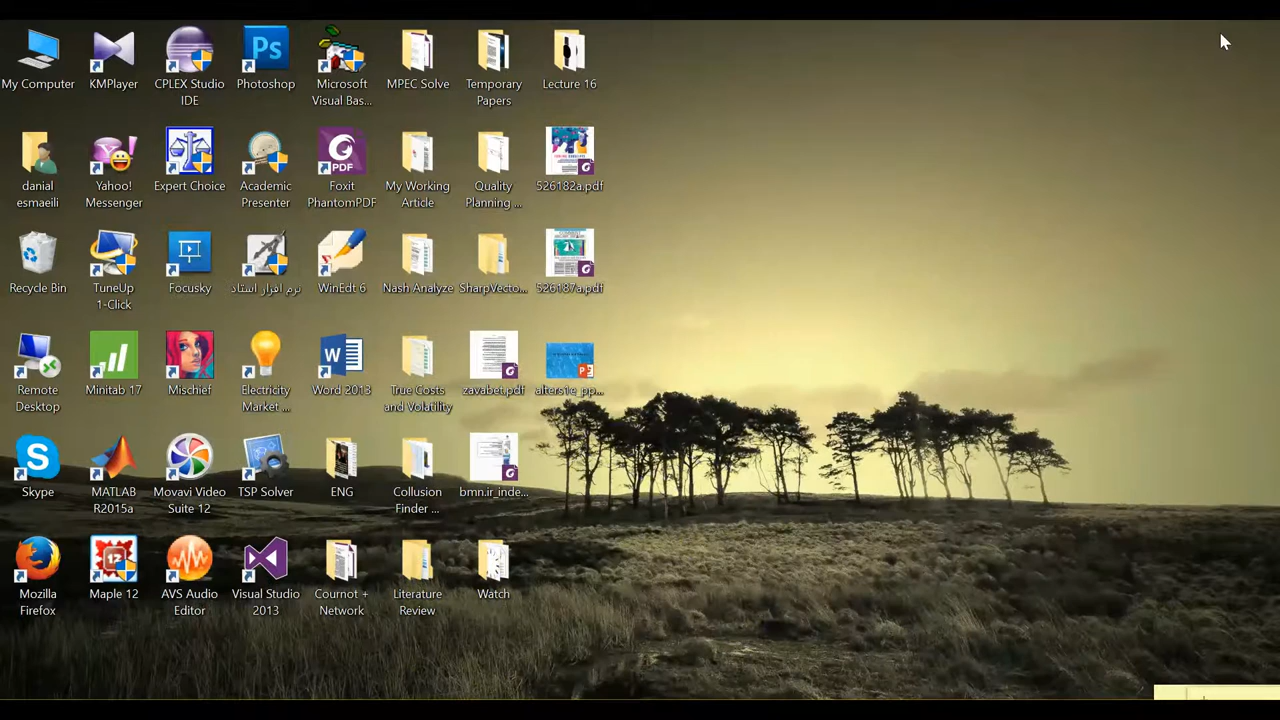 My Computer
KMPlayer
CPLEX Studio
IDE
Photoshop
Microsoft
Visual Bas...
MPEC Solve
Temporary
Papers
Lecture 16
danial
esmaeili
Yahoo!
Messenger
Expert Choice
Academic
Presenter
Foxit
PhantomPDF
My Working
Article
Quality
Planning ...
526182a.pdf
Recycle Bin
TuneUp
1-Click
Focusky
نرم افزار استاد
WinEdt 6
Nash Analyze
SharpVecto...
526187a.pdf
Remote
Desktop
Minitab 17
Mischief
Electricity
Market ...
Word 2013
True Costs
and Volatility
zavabet.pdf
alters1e_pp...
Skype
MATLAB
R2015a
Movavi Video
Suite 12
TSP Solver
ENG
Collusion
Finder ...
bmn.ir_inde...
Mozilla
Firefox
Maple 12
AVS Audio
Editor
Visual Studio
2013
Cournot +
Network
Literature
Review
Watch
Ps
PDF